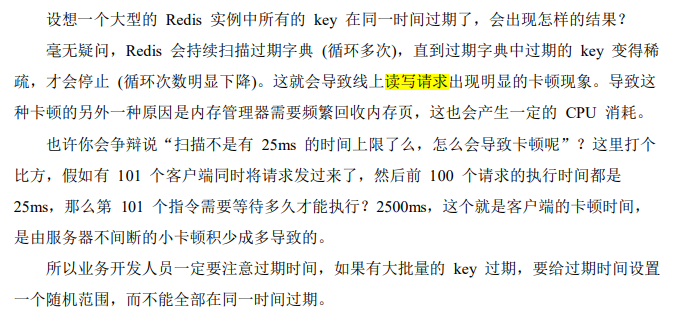 设想一个大型的 Redis 实例中所有的 key 在同一时间过期了，会出现怎样的结果？
毫无疑问，Redis 会持续扫描过期字典 (循环多次)，直到过期字典中过期的 key 变得稀
疏，才会停止 (循环次数明显下降)。这就会导致线上读写请求出现明显的卡顿现象。导致这
种卡顿的另外一种原因是内存管理器需要频繁回收内存页，这也会产生一定的 CPU 消耗。
也许你会争辩说“扫描不是有 25ms 的时间上限了么，怎么会导致卡顿呢”？这里打个
比方，假如有 101 个客户端同时将请求发过来了，然后前 100 个请求的执行时间都是
25ms，那么第 101 个指令需要等待多久才能执行？2500ms，这个就是客户端的卡顿时间，
是由服务器不间断的小卡顿积少成多导致的。
所以业务开发人员一定要注意过期时间，如果有大批量的 key 过期，要给过期时间设置
一个随机范围，而不能全部在同一时间过期。